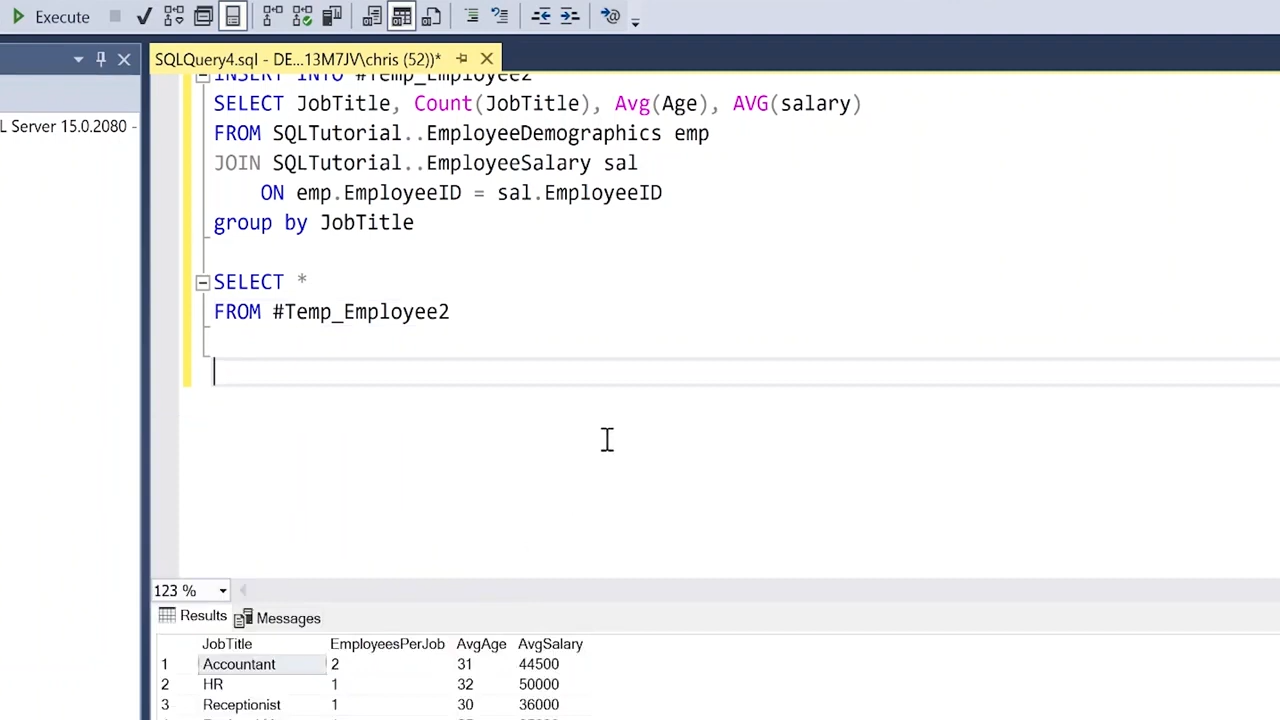 Execute
SQLQuery4.sql - DE...13M7JV\chris (52))*
L Server 15.0.2080 -
INSERT INTO #Temp_Employee2
SELECT JobTitle, Count(JobTitle), Avg(Age), AVG(salary)
FROM SQLTutorial..EmployeeDemographics emp
JOIN SQLTutorial..EmployeeSalary sal
ON emp.EmployeeID = sal.EmployeeID
group by JobTitle
SELECT *
FROM #Temp_Employee2
123 %
Results Messages
JobTitle EmployeesPerJob AvgAge AvgSalary
1 Accountant 2 31 44500
2 HR 1 32 50000
3 Receptionist 1 30 36000